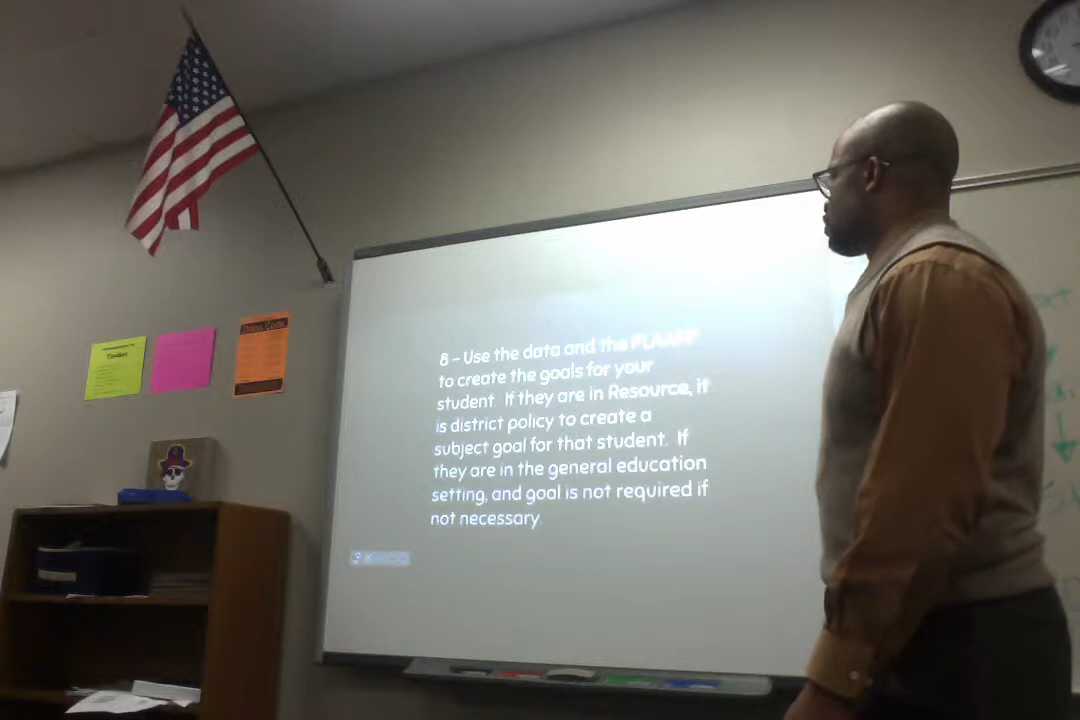 8 - Use the data and the PLAAFP
to create the goals for your
student. If they are in Resource, it
is district policy to create a
subject goal for that student. If
they are in the general education
setting, and goal is not required if
not necessary.